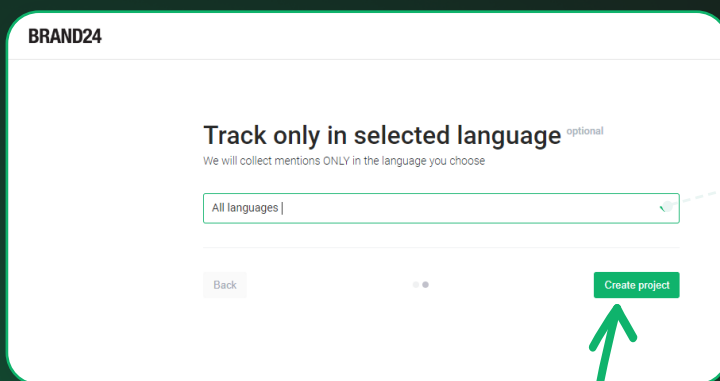 BRAND24
Track only in selected language optional
We will collect mentions ONLY in the language you choose
All languages
Back
Create project